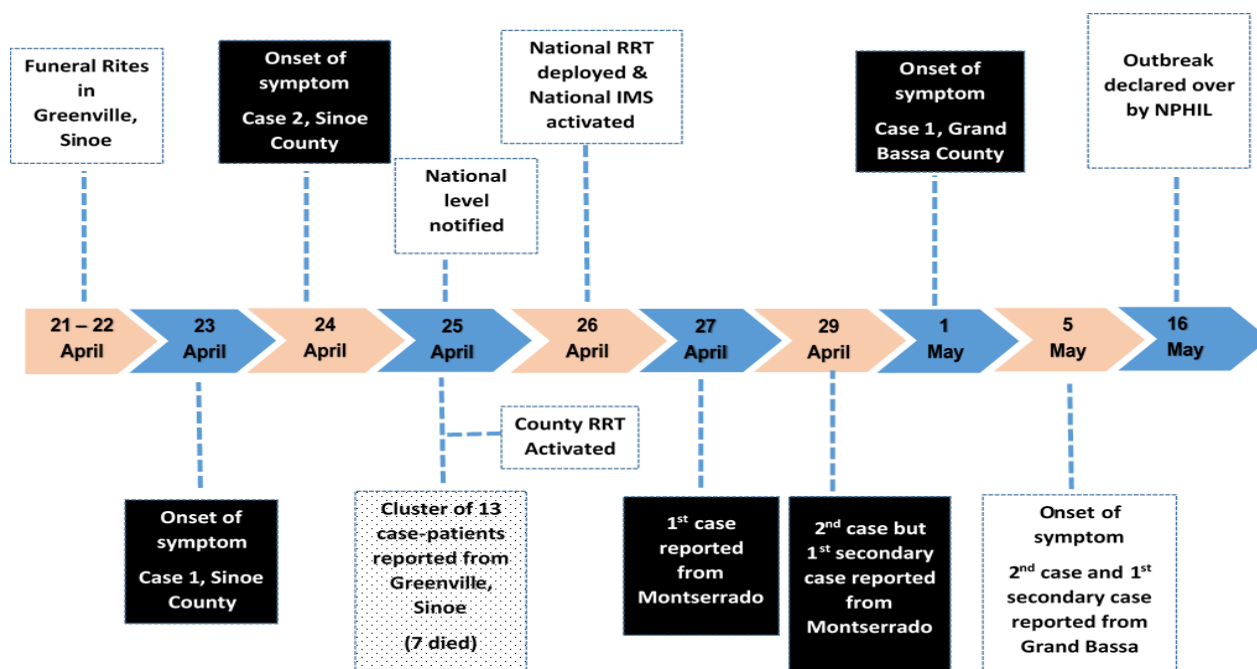 Funeral Rites
in
Greenville,
Sinoe
Onset of
symptom
Case 2, Sinoe
County
National
level
notified
National RRT
deployed &
National IMS
activated
Onset of
symptom
Case 1, Grand
Bassa County
Outbreak
declared over
by NPHIL
21 – 22
April
23
April
24
April
25
April
26
April
27
April
29
April
1
May
5
May
16
May
Onset of
symptom
Case 1, Sinoe
County
County RRT
Activated
Cluster of 13
case-patients
reported from
Greenville,
Sinoe
(7 died)
1st case
reported
from
Montserrado
2nd case but
1st secondary
case reported
from
Montserrado
Onset of
symptom
2nd case and 1st
secondary case
reported from
Grand Bassa